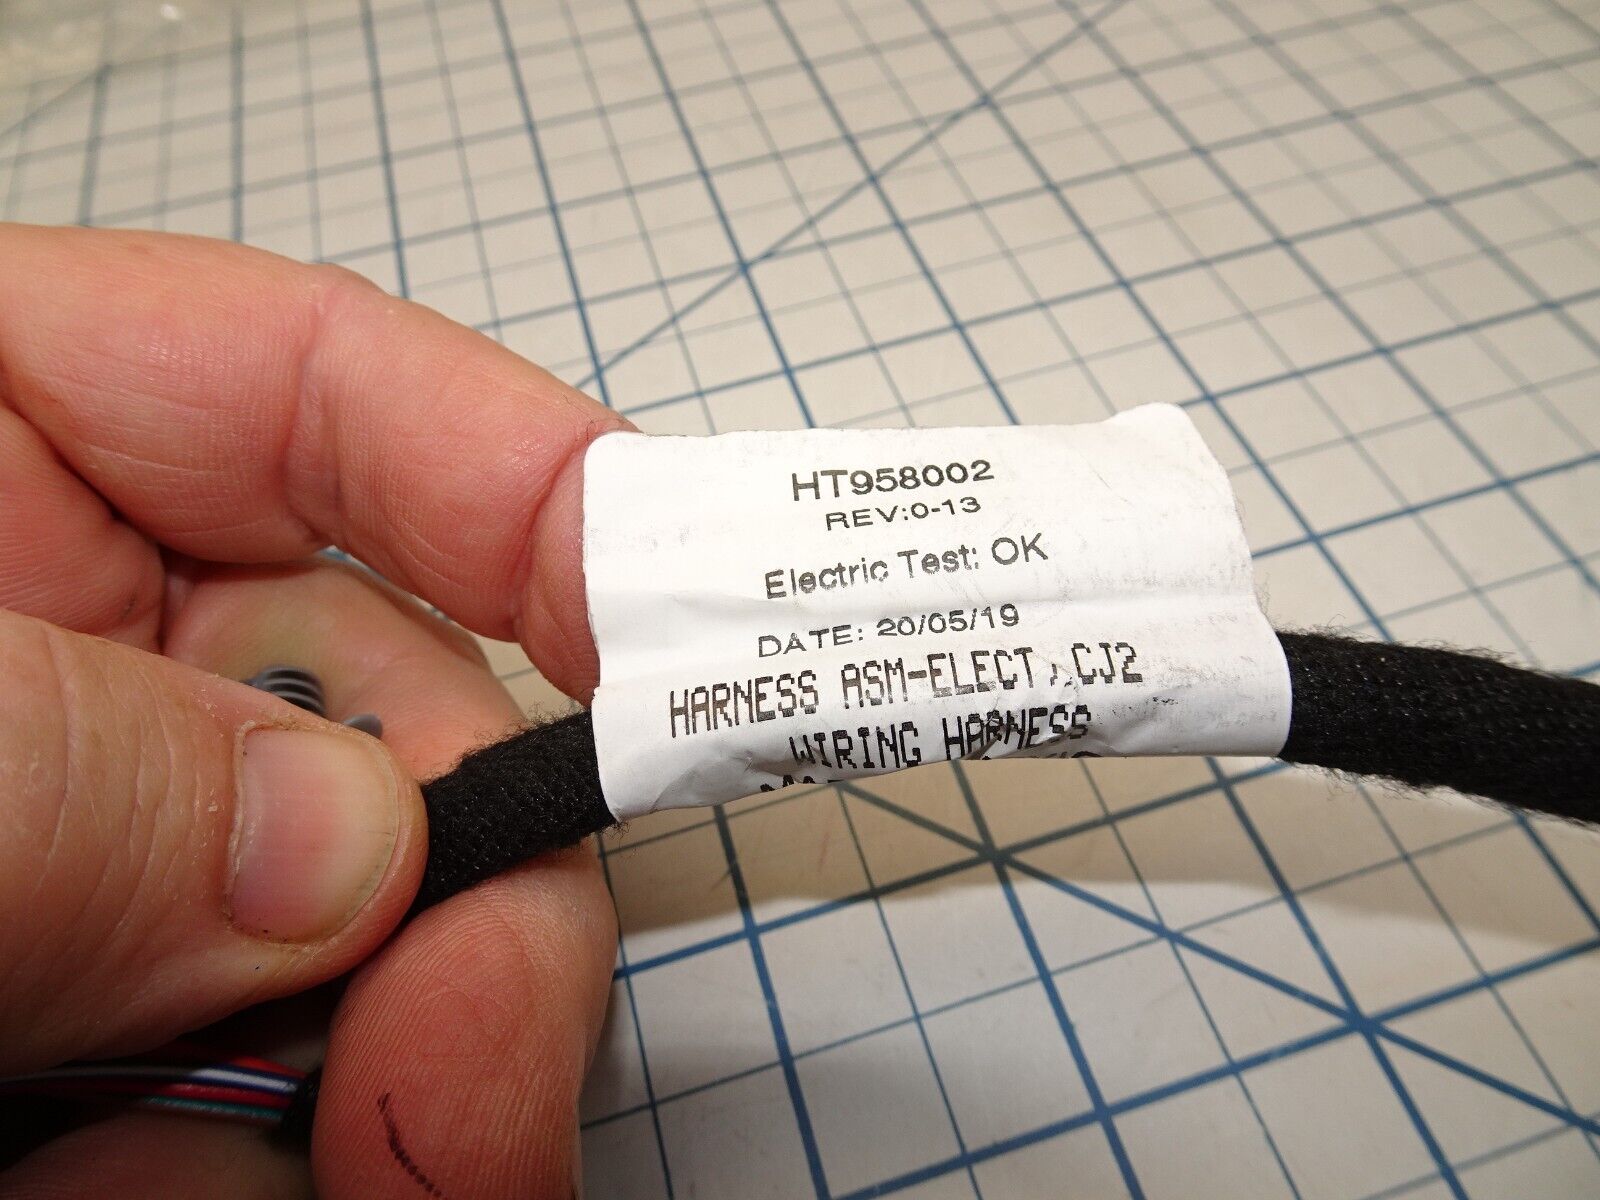 HT958002
REV:0-13
Electric Test: OK
DATE: 20/05/19
HARNESS ASM-ELECT, CJ2
WIRING HARNESS